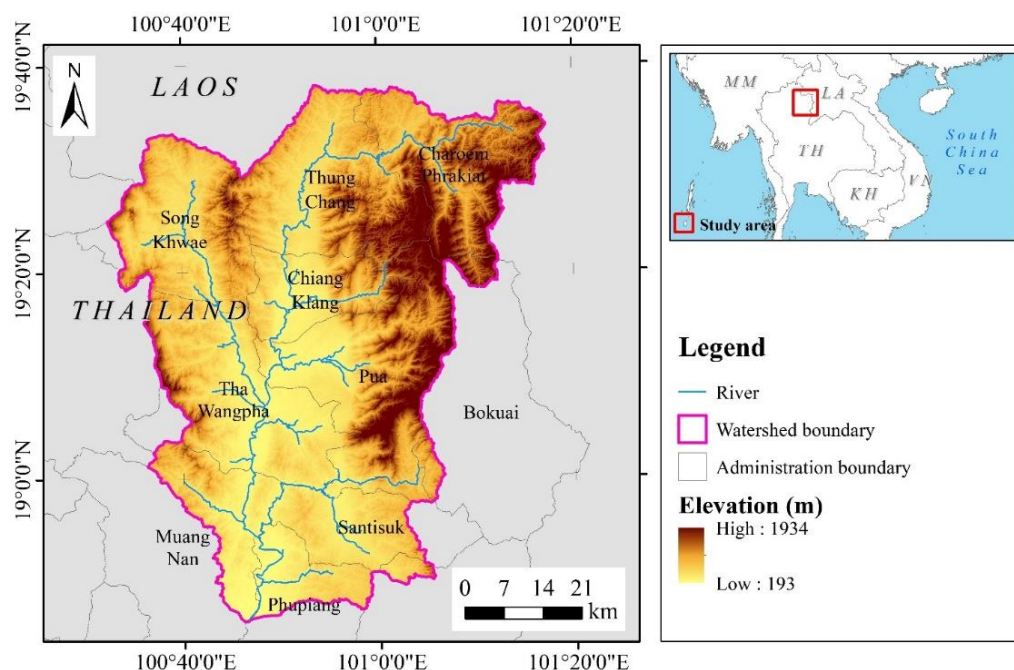 100°40'0"E
101°0'0"E
101°20'0"E
19°40'0"N
19°20'0"N
19°0'0"N
N
LAOS
THAILAND
Song
Khwae
Thung
Chang
Charoem
Phrakiat
Chiang
Klang
Pua
Tha
Wangpha
Bokuai
Santisuk
Muang
Nan
Phupiang
0 7 14 21
km
100°40'0"E
101°0'0"E
101°20'0"E
MM
LA
TH
KH
VN
South
China
Sea
Study area
Legend
River
Watershed boundary
Administration boundary
Elevation (m)
High : 1934
Low : 193